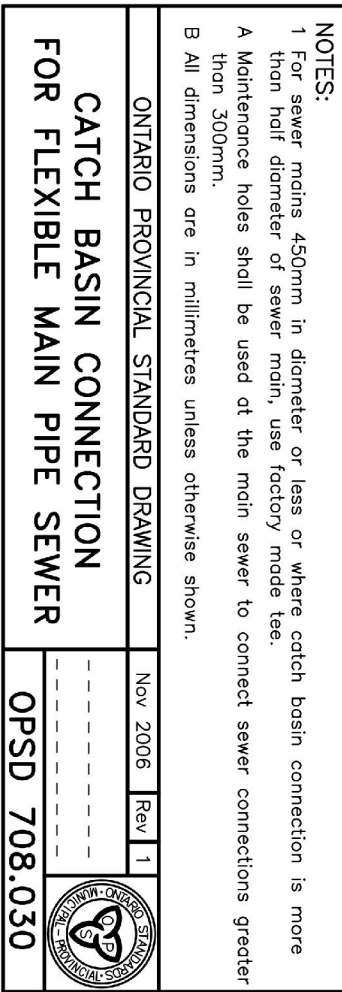 NOTES:
1 For sewer mains 450mm in diameter or less or where catch basin connection is more
than half diameter of sewer main, use factory made tee.
A Maintenance holes shall be used at the main sewer to connect sewer connections greater
than 300mm.
B All dimensions are in millimetres unless otherwise shown.
ONTARIO PROVINCIAL STANDARD DRAWING
Nov 2006 Rev 1
CATCH BASIN CONNECTION
FOR FLEXIBLE MAIN PIPE SEWER
OPSD 708.030
ONTARIO STANDARDS
MUNICIPAL - PROVINCIAL
O P S